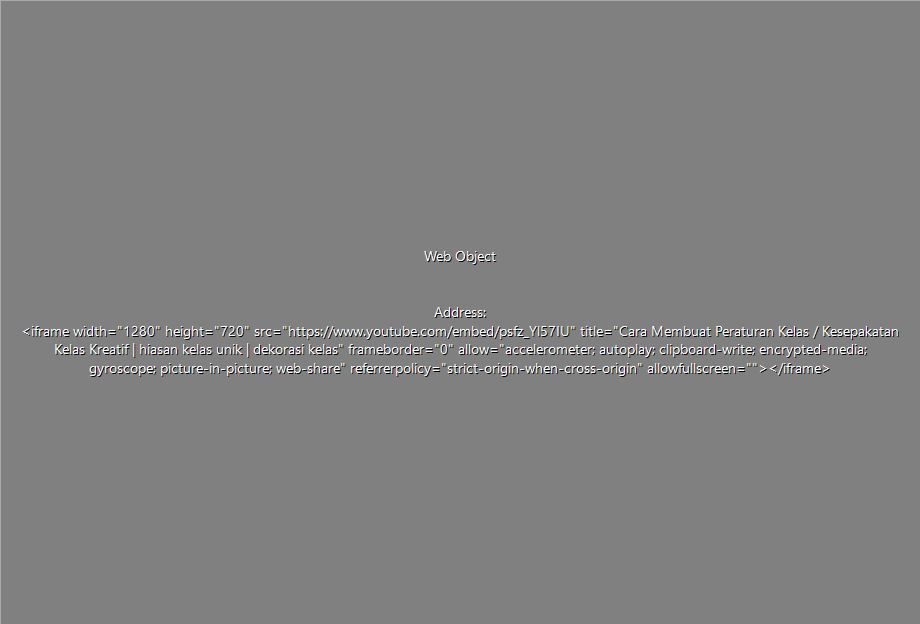 Web Object
Address:
<iframe width="1280" height="720" src="https://www.youtube.com/embed/psfz_Yl57IU" title="Cara Membuat Peraturan Kelas / Kesepakatan
Kelas Kreatif | hiasan kelas unik | dekorasi kelas" frameborder="0" allow="accelerometer; autoplay; clipboard-write; encrypted-media;
gyroscope; picture-in-picture; web-share" referrerpolicy="strict-origin-when-cross-origin" allowfullscreen=""></iframe>